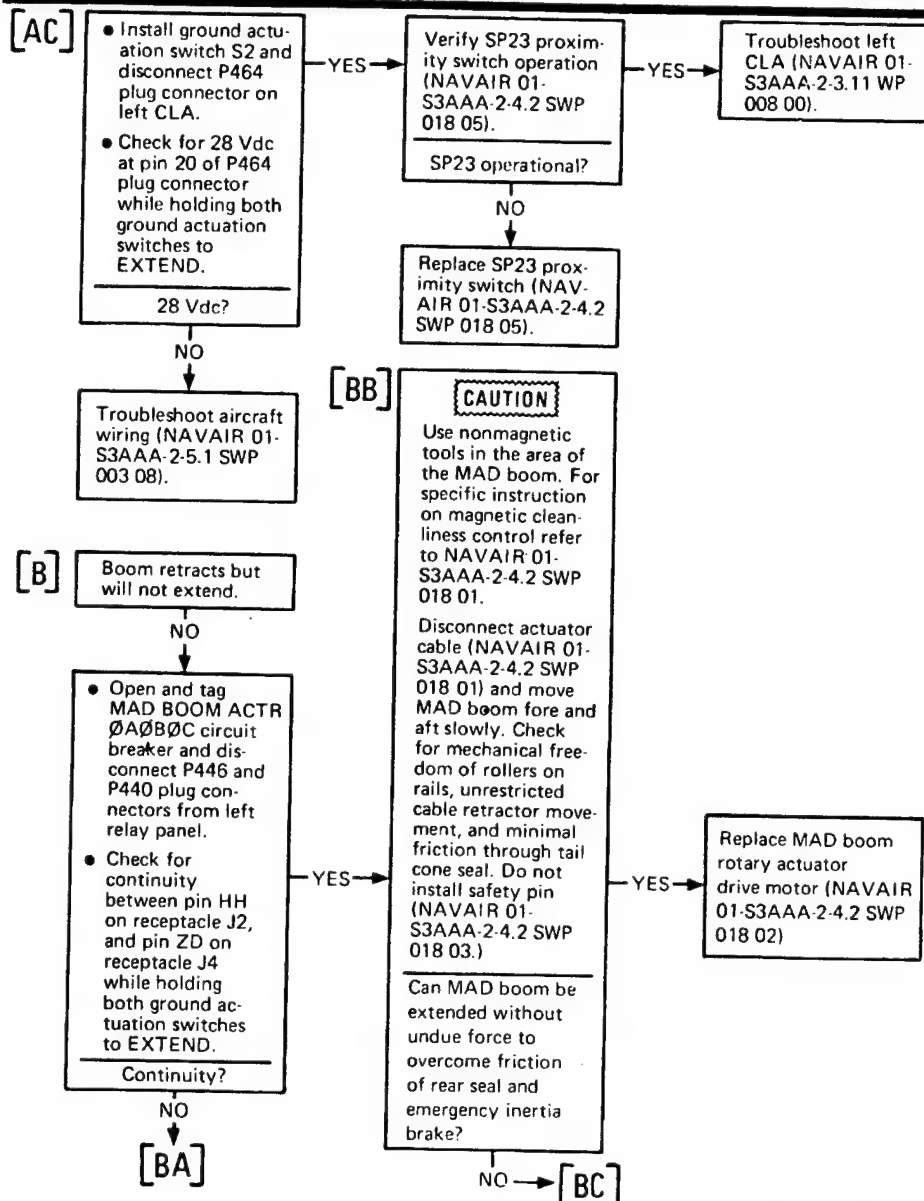 [AC]
• Install ground actu-
ation switch S2 and
disconnect P464
plug connector on
left CLA.
• Check for 28 Vdc
at pin 20 of P464
plug connector
while holding both
ground actuation
switches to
EXTEND.
28 Vdc?
YES
Verify SP23 proxim-
ity switch operation
(NAVAIR 01-
S3AAA-2-4.2 SWP
018 05).
SP23 operational?
YES
Troubleshoot left
CLA (NAVAIR 01-
S3AAA-2-3.11 WP
008 00).
NO
Replace SP23 prox-
imity switch (NAV-
AIR 01-S3AAA-2-4.2
SWP 018 05).
NO
Troubleshoot aircraft
wiring (NAVAIR 01-
S3AAA-2-5.1 SWP
003 08).
[B]
Boom retracts but
will not extend.
NO
• Open and tag
MAD BOOM ACTR
ØAØBØC circuit
breaker and dis-
connect P446 and
P440 plug con-
nectors from left
relay panel.
• Check for
continuity
between pin HH
on receptacle J2,
and pin ZD on
receptacle J4
while holding
both ground ac-
tuation switches
to EXTEND.
Continuity?
NO
[BA]
YES
[BB]
CAUTION
Use nonmagnetic
tools in the area of
the MAD boom. For
specific instruction
on magnetic clean-
liness control refer
to NAVAIR 01-
S3AAA-2-4.2 SWP
018 01.
Disconnect actuator
cable (NAVAIR 01-
S3AAA-2-4.2 SWP
018 01) and move
MAD boom fore and
aft slowly. Check
for mechanical free-
dom of rollers on
rails, unrestricted
cable retractor move-
ment, and minimal
friction through tail
cone seal. Do not
install safety pin
(NAVAIR 01-
S3AAA-2-4.2 SWP
018 03.)
Can MAD boom be
extended without
undue force to
overcome friction
of rear seal and
emergency inertia
brake?
NO
[BC]
YES
Replace MAD boom
rotary actuator
drive motor (NAVAIR
01-S3AAA-2-4.2 SWP
018 02)